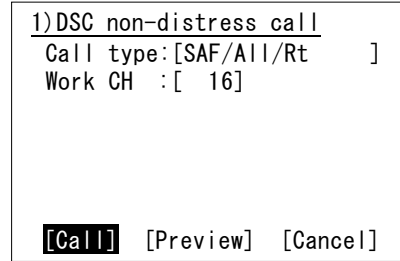 1)DSC non-distress call
Call type:[SAF/All/Rt ]
Work CH :[ 16]
[Call] [Preview] [Cancel]